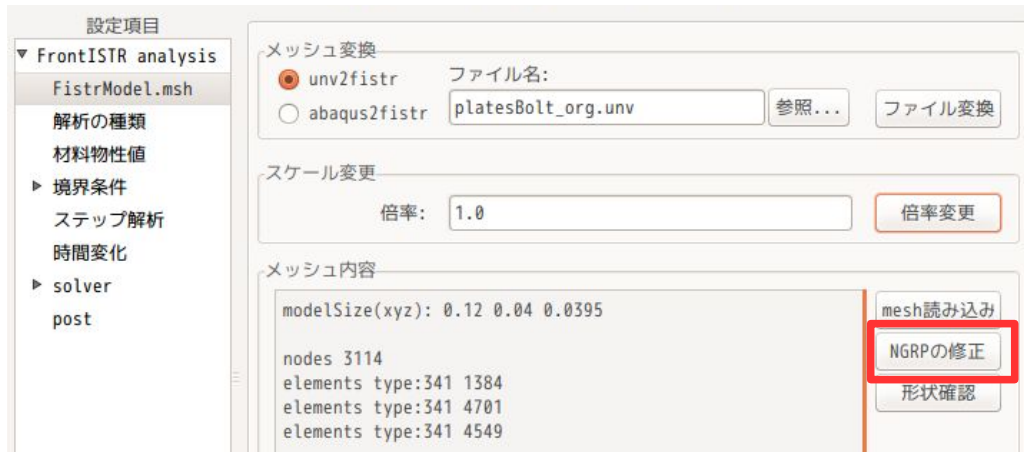 設定項目
FrontISTR analysis
FistrModel.msh
解析の種類
材料物性値
境界条件
ステップ解析
時間変化
solver
post
メッシュ変換
unv2fistr
ファイル名:
abaqus2fistr
platesBolt_org.unv
参照...
ファイル変換
スケール変更
倍率:
1.0
倍率変更
メッシュ内容
modelSize(xyz): 0.12 0.04 0.0395
nodes 3114
elements type:341 1384
elements type:341 4701
elements type:341 4549
mesh読み込み
NGRPの修正
形状確認